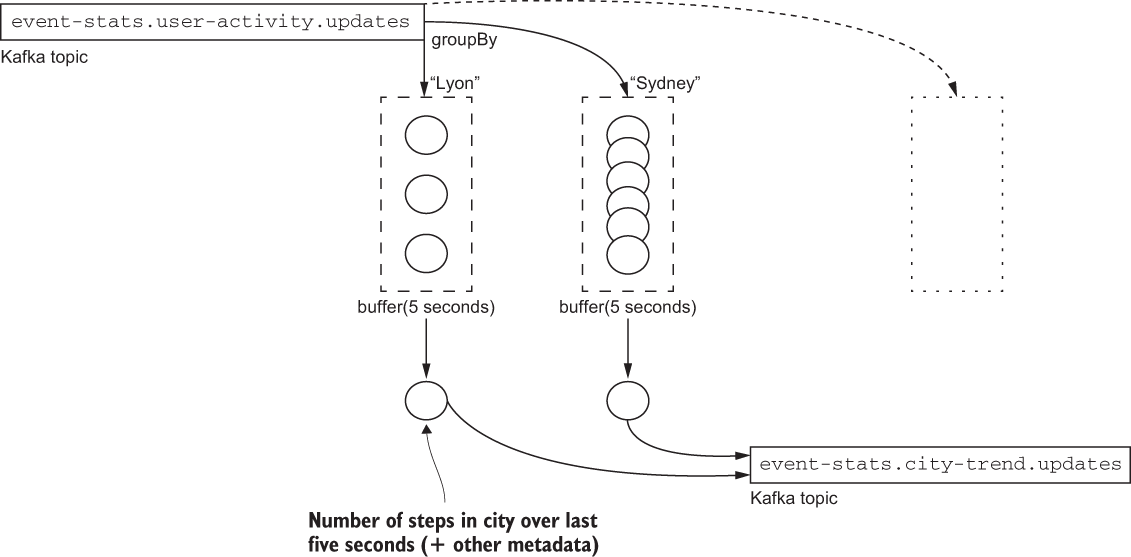 event-stats.user-activity.updates
Kafka topic
groupBy
“Lyon”
“Sydney”
buffer(5 seconds)
buffer(5 seconds)
event-stats.city-trend.updates
Kafka topic
Number of steps in city over last
five seconds (+ other metadata)